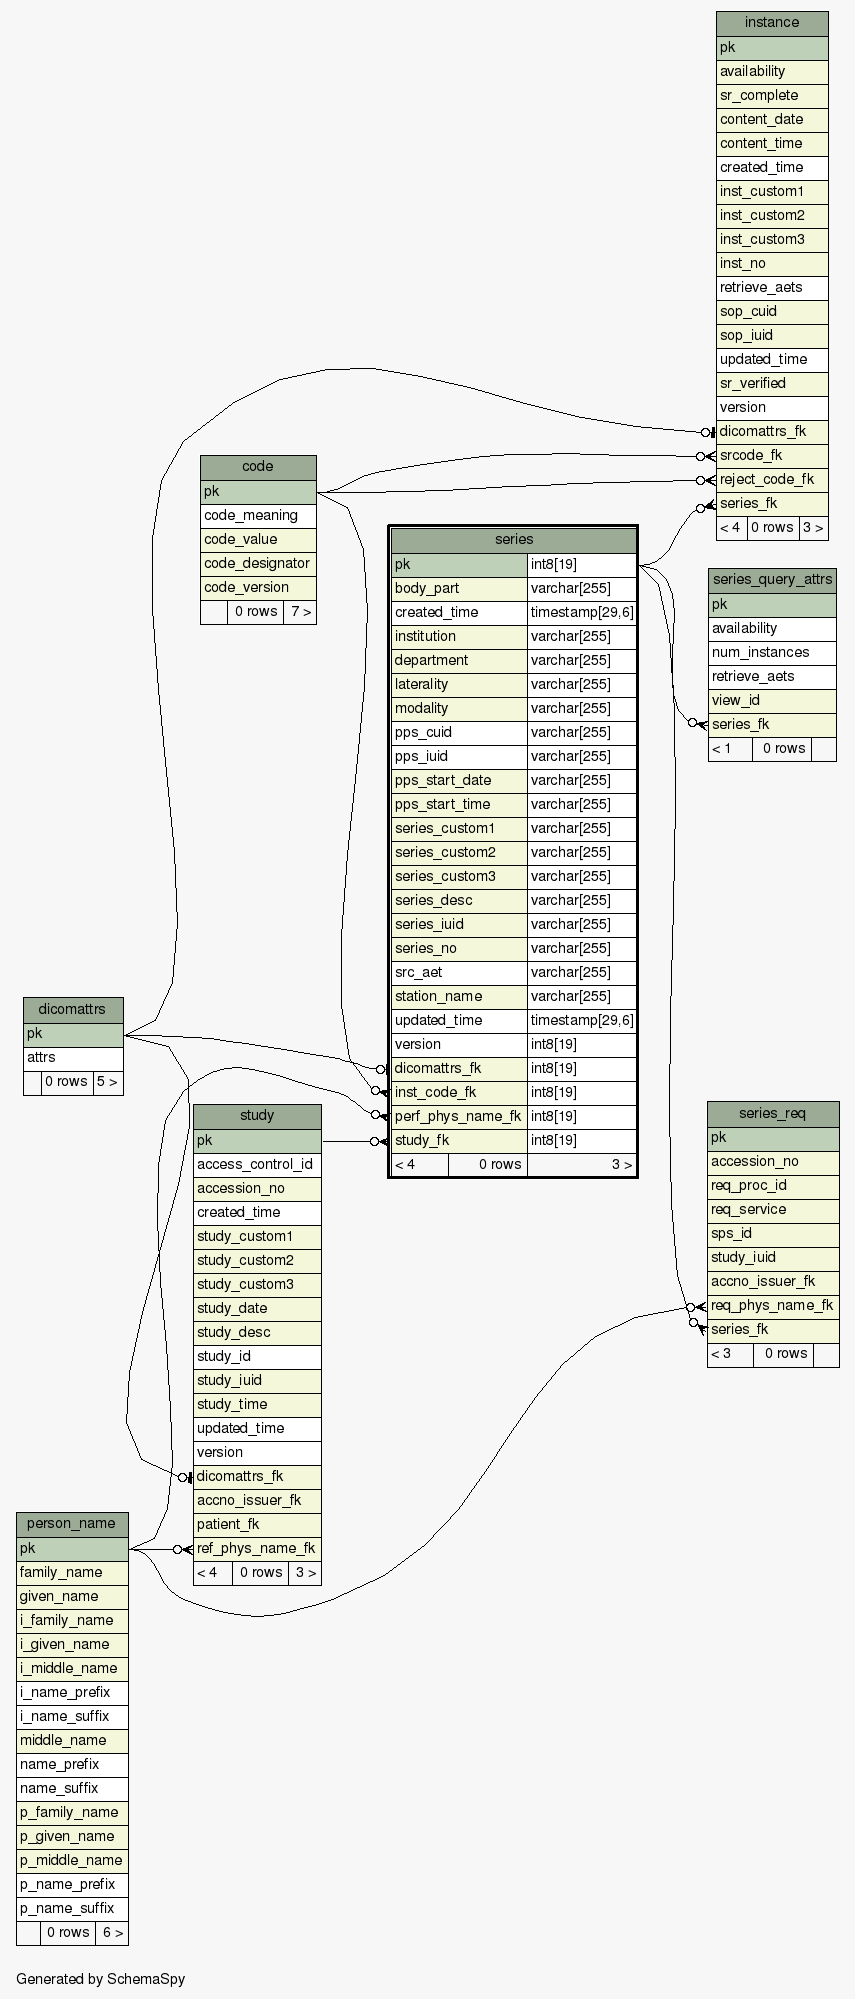 instance
pk
availability
sr_complete
content_date
content_time
created_time
inst_custom1
inst_custom2
inst_custom3
inst_no
retrieve_aets
sop_cuid
sop_iuid
updated_time
sr_verified
version
dicomattrs_fk
srcode_fk
reject_code_fk
series_fk
< 4 0 rows 3 >
code
pk
code_meaning
code_value
code_designator
code_version
0 rows 7 >
series
pk int8[19]
body_part varchar[255]
created_time timestamp[29,6]
institution varchar[255]
department varchar[255]
laterality varchar[255]
modality varchar[255]
pps_cuid varchar[255]
pps_iuid varchar[255]
pps_start_date varchar[255]
pps_start_time varchar[255]
series_custom1 varchar[255]
series_custom2 varchar[255]
series_custom3 varchar[255]
series_desc varchar[255]
series_iuid varchar[255]
series_no varchar[255]
src_aet varchar[255]
station_name varchar[255]
updated_time timestamp[29,6]
version int8[19]
dicomattrs_fk int8[19]
inst_code_fk int8[19]
perf_phys_name_fk int8[19]
study_fk int8[19]
< 4 0 rows 3 >
series_query_attrs
pk
availability
num_instances
retrieve_aets
view_id
series_fk
< 1 0 rows
dicomattrs
pk
attrs
0 rows 5 >
study
pk
access_control_id
accession_no
created_time
study_custom1
study_custom2
study_custom3
study_date
study_desc
study_id
study_iuid
study_time
updated_time
version
dicomattrs_fk
accno_issuer_fk
patient_fk
ref_phys_name_fk
< 4 0 rows 3 >
series_req
pk
accession_no
req_proc_id
req_service
sps_id
study_iuid
accno_issuer_fk
req_phys_name_fk
series_fk
< 3 0 rows
person_name
pk
family_name
given_name
i_family_name
i_given_name
i_middle_name
i_name_prefix
i_name_suffix
middle_name
name_prefix
name_suffix
p_family_name
p_given_name
p_middle_name
p_name_prefix
p_name_suffix
0 rows 6 >
Generated by SchemaSpy